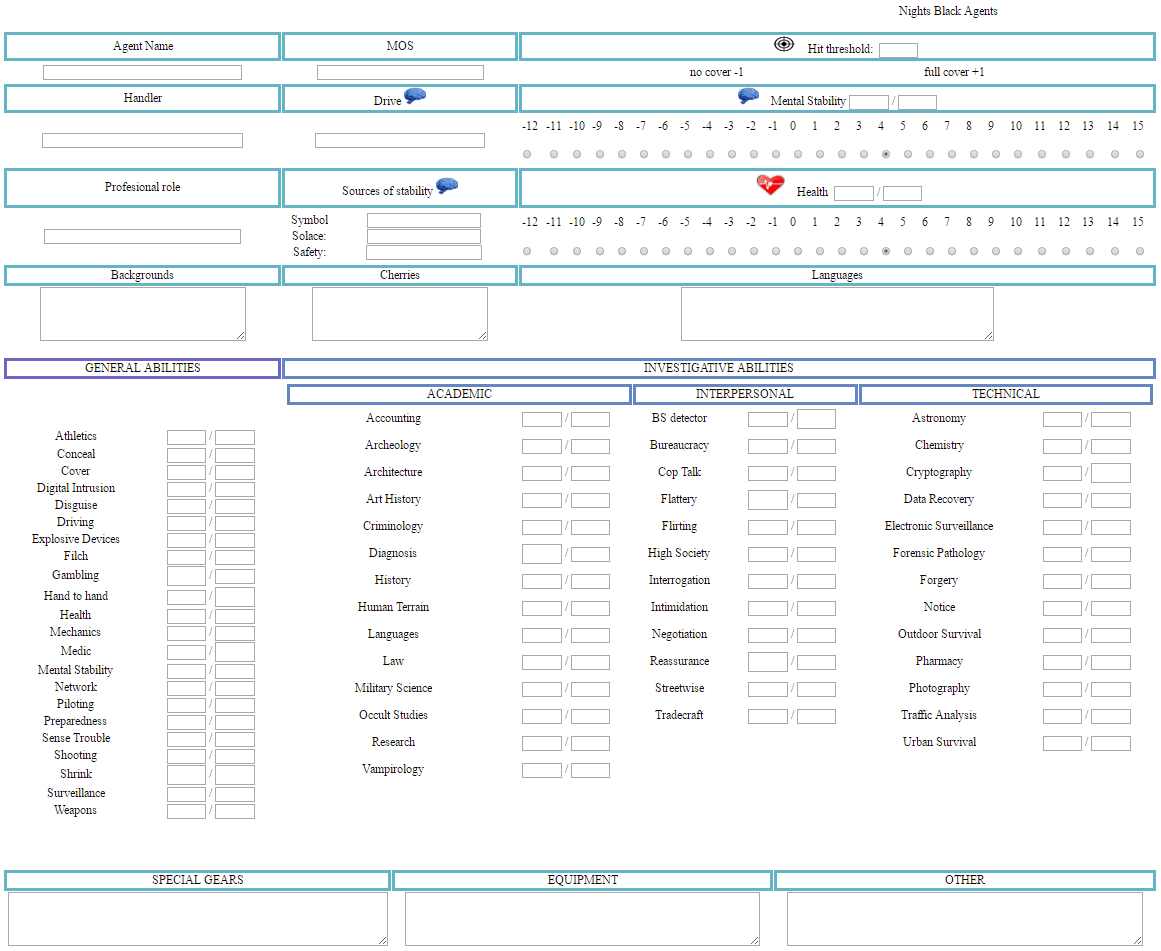 Nights Black Agents
Agent Name MOS Hit threshold:
no cover -1 full cover +1
Handler Drive Mental Stability /
-12 -11 -10 -9 -8 -7 -6 -5 -4 -3 -2 -1 0 1 2 3 4 5 6 7 8 9 10 11 12 13 14 15
Profesional role Sources of stability Health /
Symbol
Solace:
Safety:
-12 -11 -10 -9 -8 -7 -6 -5 -4 -3 -2 -1 0 1 2 3 4 5 6 7 8 9 10 11 12 13 14 15
Backgrounds Cherries Languages
GENERAL ABILITIES INVESTIGATIVE ABILITIES
Athletics /
Conceal /
Cover /
Digital Intrusion /
Disguise /
Driving /
Explosive Devices /
Filch /
Gambling /
Hand to hand /
Health /
Mechanics /
Medic /
Mental Stability /
Network /
Piloting /
Preparedness /
Sense Trouble /
Shooting /
Shrink /
Surveillance /
Weapons /
ACADEMIC
Accounting /
Archeology /
Architecture /
Art History /
Criminology /
Diagnosis /
History /
Human Terrain /
Languages /
Law /
Military Science /
Occult Studies /
Research /
Vampirology /
INTERPERSONAL
BS detector /
Bureaucracy /
Cop Talk /
Flattery /
Flirting /
High Society /
Interrogation /
Intimidation /
Negotiation /
Reassurance /
Streetwise /
Tradecraft /
TECHNICAL
Astronomy /
Chemistry /
Cryptography /
Data Recovery /
Electronic Surveillance /
Forensic Pathology /
Forgery /
Notice /
Outdoor Survival /
Pharmacy /
Photography /
Traffic Analysis /
Urban Survival /
SPECIAL GEARS EQUIPMENT OTHER